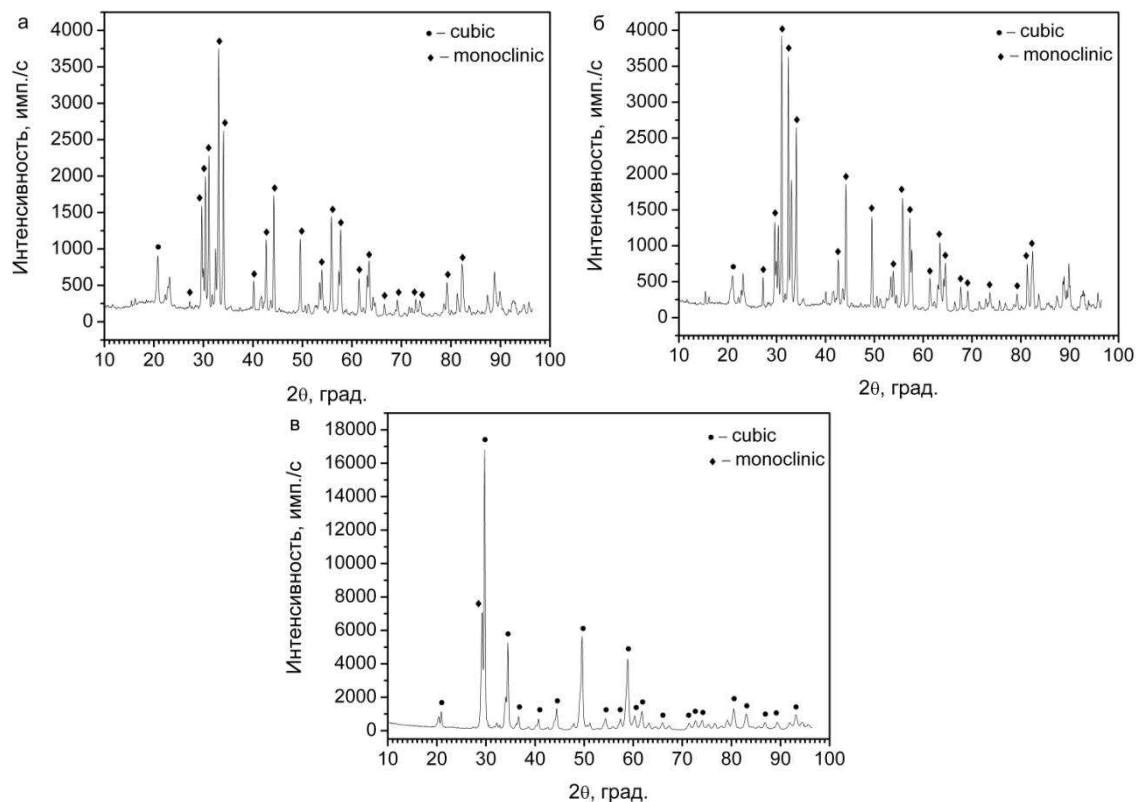 а
● – cubic
♦ – monoclinic
Интенсивность, имп./с
4000
3750
3500
3000
2500
2000
1500
1000
500
0
10 20 30 40 50 60 70 80 90 100
2θ, град.
б
● – cubic
♦ – monoclinic
Интенсивность, имп./с
4000
3500
3000
2500
2000
1500
1000
500
0
10 20 30 40 50 60 70 80 90 100
2θ, град.
в
● – cubic
♦ – monoclinic
Интенсивность, имп./с
18000
16000
14000
12000
10000
8000
6000
4000
2000
0
10 20 30 40 50 60 70 80 90 100
2θ, град.